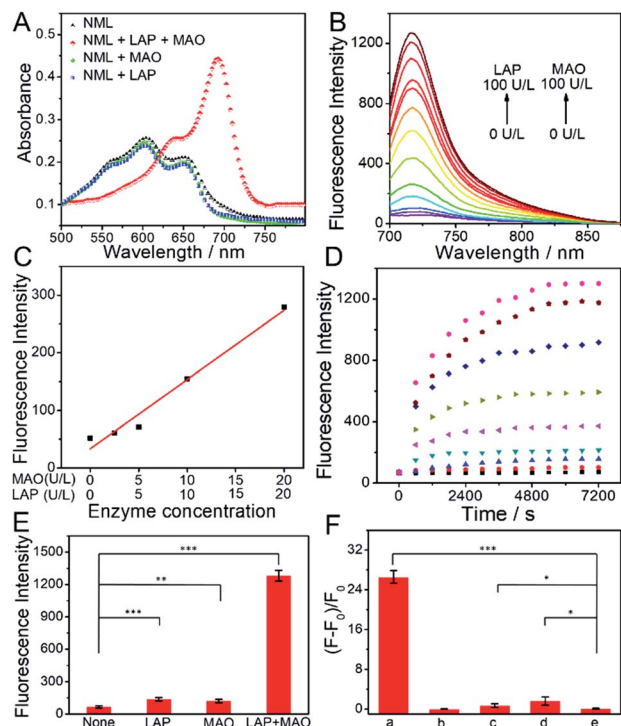 A
NML
NML + LAP + MAO
NML + MAO
NML + LAP
0.5
0.4
0.3
0.2
0.1
Absorbance
500 550 600 650 700 750
Wavelength / nm
B
LAP MAO
100 U/L 100 U/L
0 U/L 0 U/L
1200
800
400
0
Fluorescence Intensity
700 750 800 850
Wavelength / nm
C
300
200
100
0
Fluorescence Intensity
MAO(U/L) 0 5 10 15 20
LAP (U/L) 0 5 10 15 20
Enzyme concentration
D
1200
800
400
0
Fluorescence Intensity
0 2400 4800 7200
Time / s
E
1500
1200
900
600
300
0
Fluorescence Intensity
***
**
***
None LAP MAO LAP+MAO
F
32
24
16
8
0
(F-F0)/F0
***
*
*
a b c d e